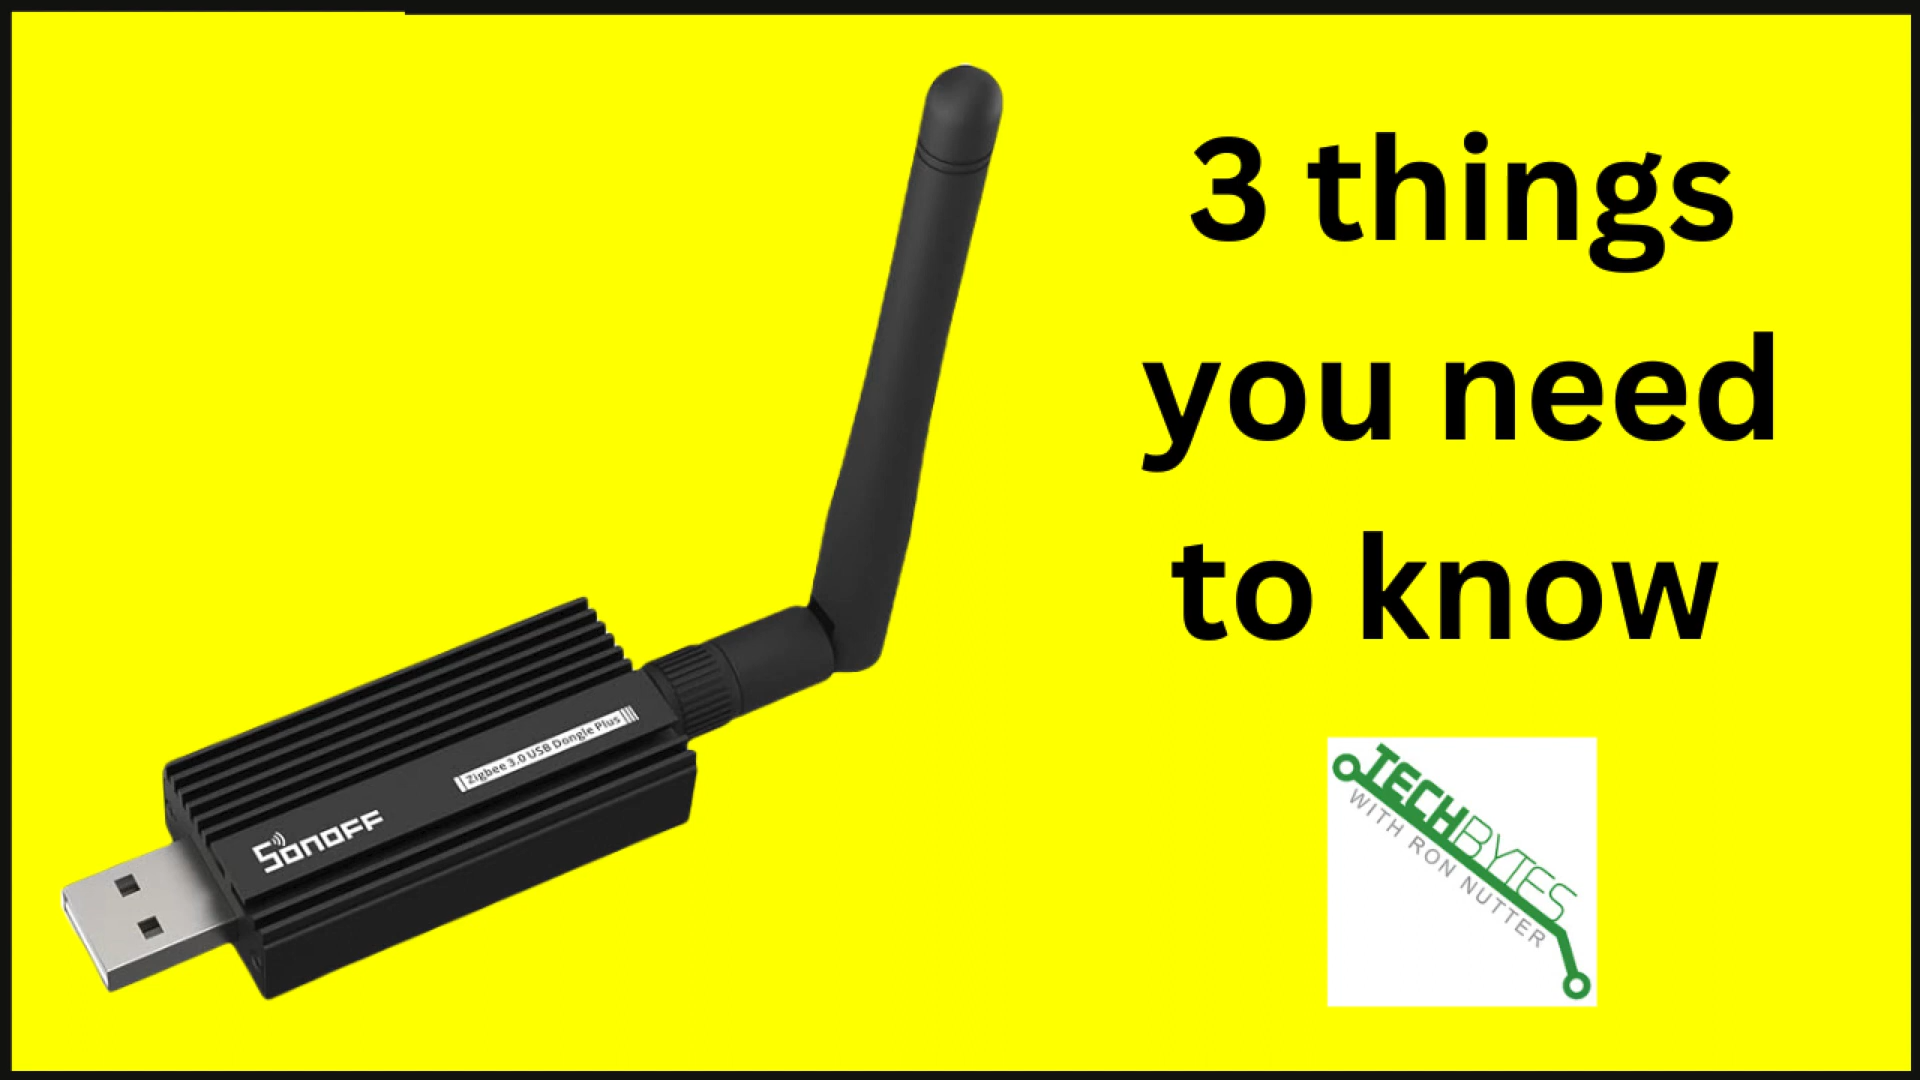 3 things
you need
to know
Zigbee 3.0 USB Dongle Plus
SONOFF
TECHBYTES
WITH RON NUTTER